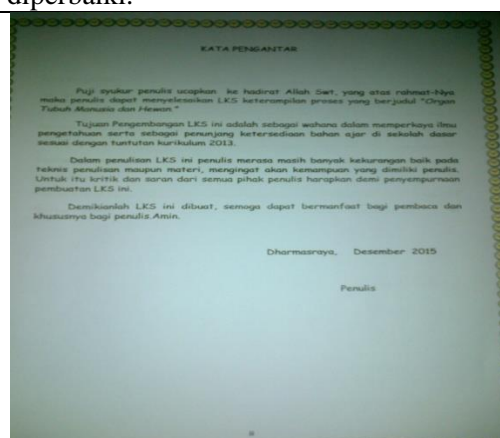 diperbaiki.
KATA PENGANTAR
Puji syukur penulis ucapkan ke hadirat Allah Swt, yang atas rahmat-Nya
maka penulis dapat menyelesaikan LKS keterampilan proses yang berjudul "Organ
Tubuh Manusia dan Hewan."
Tujuan Pengembangan LKS ini adalah sebagai wahana dalam memperkaya ilmu
pengetahuan serta sebagai penunjang ketersediaan bahan ajar di sekolah dasar
sesuai dengan tuntutan kurikulum 2013.
Dalam penulisan LKS ini penulis merasa masih banyak kekurangan baik pada
teknis penulisan maupun materi, mengingat akan kemampuan yang dimiliki penulis.
Untuk itu kritik dan saran dari semua pihak penulis harapkan demi penyempurnaan
pembuatan LKS ini.
Demikianlah LKS ini dibuat, semoga dapat bermanfaat bagi pembaca dan
khususnya bagi penulis.Amin.
Dharmasraya, Desember 2015
Penulis